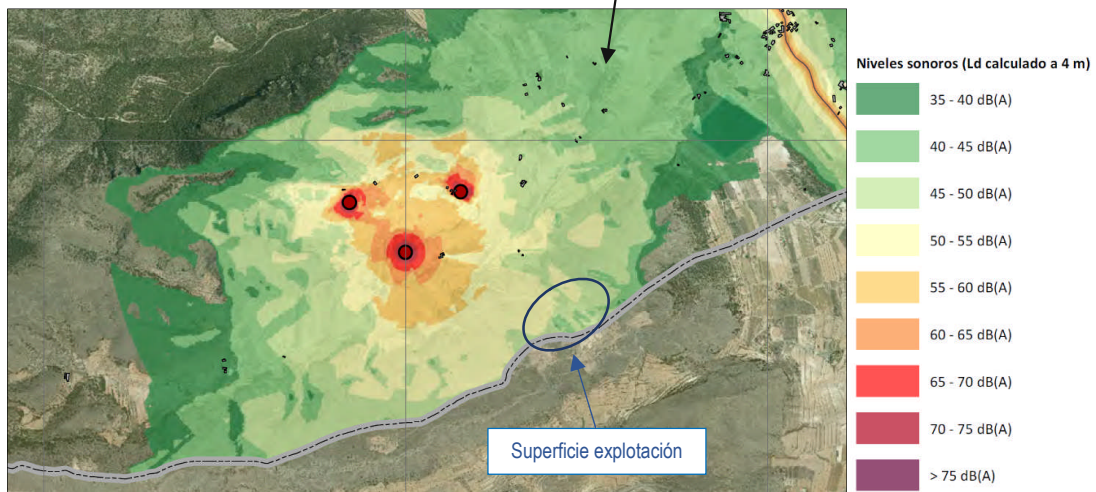 Niveles sonoros (Ld calculado a 4 m)
35 - 40 dB(A)
40 - 45 dB(A)
45 - 50 dB(A)
50 - 55 dB(A)
55 - 60 dB(A)
60 - 65 dB(A)
65 - 70 dB(A)
70 - 75 dB(A)
> 75 dB(A)
Superficie explotación